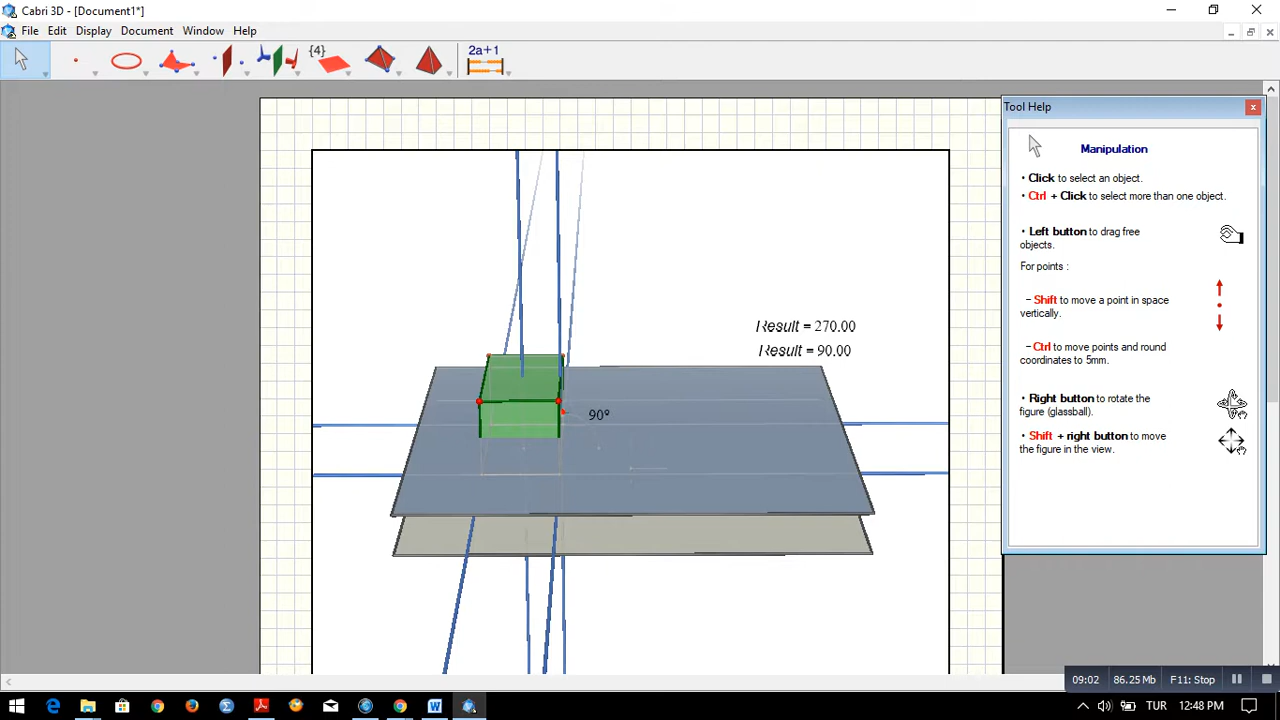 Cabri 3D - [Document1*]
File Edit Display Document Window Help
{4}
2a+1
Tool Help
Manipulation
• Click to select an object.
• Ctrl + Click to select more than one object.
• Left button to drag free
objects.
For points :
− Shift to move a point in space
vertically.
− Ctrl to move points and round
coordinates to 5mm.
• Right button to rotate the
figure (glassball).
• Shift + right button to move
the figure in the view.
Result = 270.00
Result = 90.00
90º
09:02 86.25 Mb F11: Stop
TUR 12:48 PM